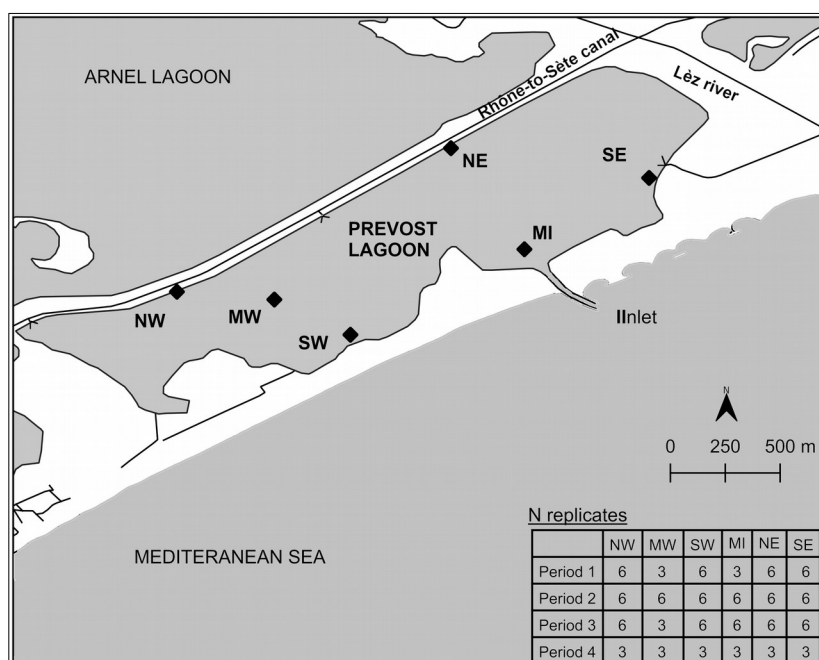 ARNEL LAGOON
Rhône-to-Sète canal
Lèz river
NE
SE
PREVOST
LAGOON
MI
NW
MW
SW
IInlet
N
0 250 500 m
N replicates
NW MW SW MI NE SE
Period 1 6 3 6 3 6 6
Period 2 6 6 6 6 6 6
Period 3 6 3 6 6 6 6
Period 4 3 3 3 3 3 3
MEDITERANEAN SEA